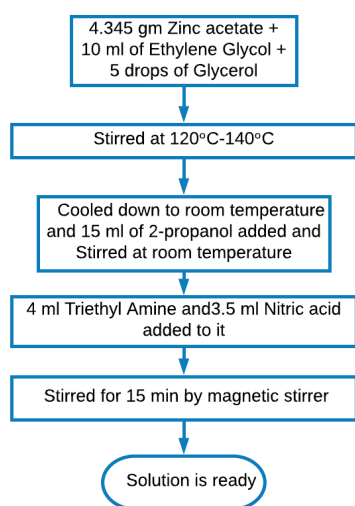 4.345 gm Zinc acetate +
10 ml of Ethylene Glycol +
5 drops of Glycerol
Stirred at 120°C-140°C
Cooled down to room temperature
and 15 ml of 2-propanol added and
Stirred at room temperature
4 ml Triethyl Amine and3.5 ml Nitric acid
added to it
Stirred for 15 min by magnetic stirrer
Solution is ready